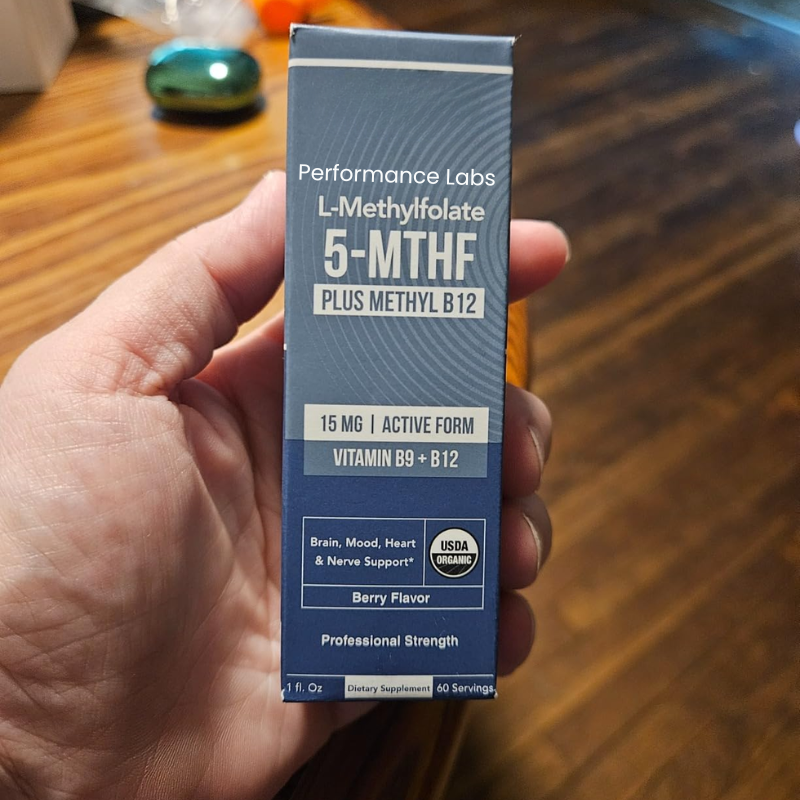 Performance Labs
L-Methylfolate
5-MTHF
PLUS METHYL B12
15 MG | ACTIVE FORM
VITAMIN B9 + B12
Brain, Mood, Heart
& Nerve Support*
USDA
ORGANIC
Berry Flavor
Professional Strength
1 fl. Oz Dietary Supplement 60 Servings